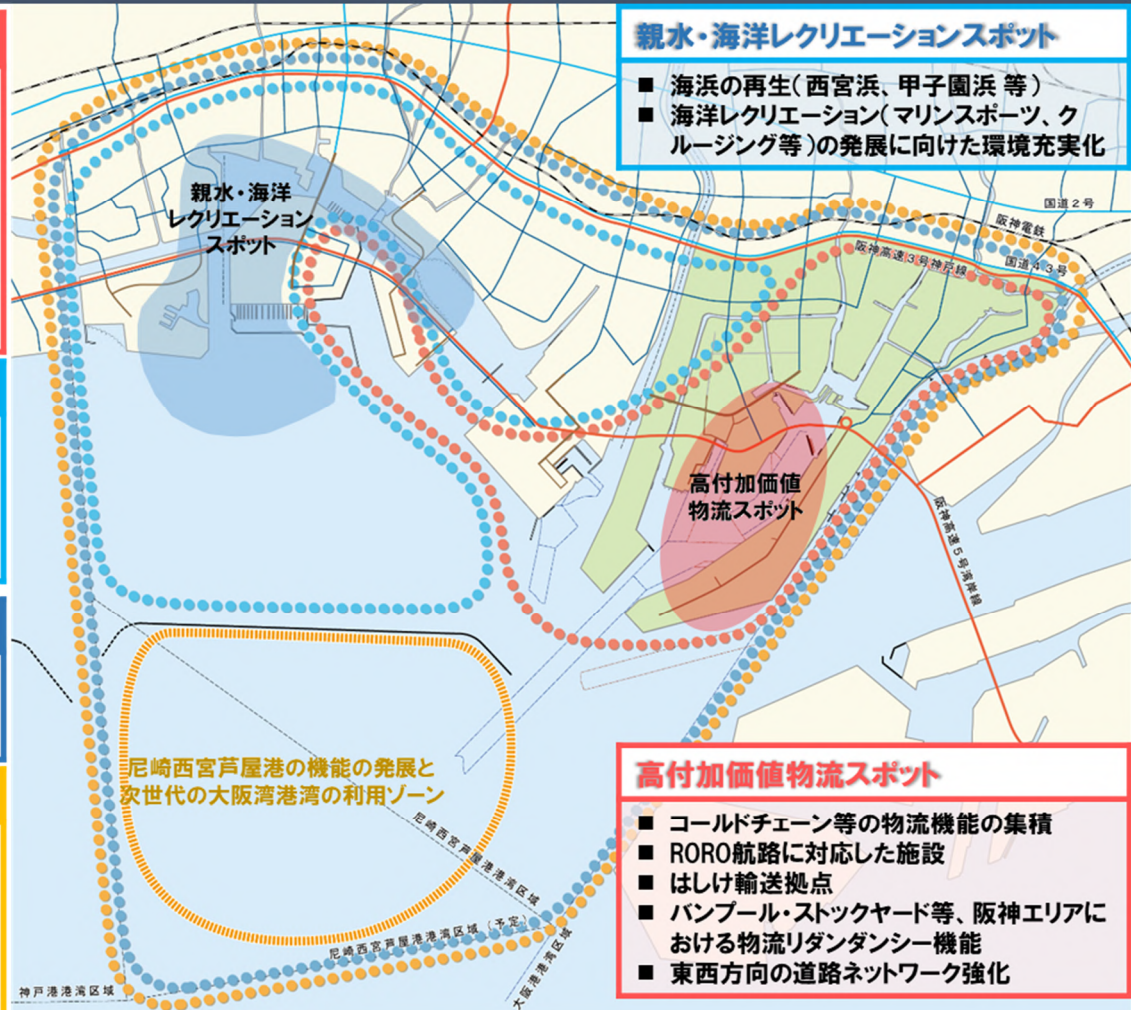 親水・海洋レクリエーションスポット
■ 海浜の再生(西宮浜、甲子園浜 等)
■ 海洋レクリエーション(マリンスポーツ、ク
ルージング等)の発展に向けた環境充実化
親水・海洋
レクリエーション
スポット
国道2号
阪神電鉄
国道43号
阪神高速3号神戸線
高付加価値
物流スポット
阪神高速5号湾岸線
尼崎西宮芦屋港の機能の発展と
次世代の大阪湾港湾の利用ゾーン
尼崎西宮芦屋港港湾区域
尼崎西宮芦屋港港湾区域(予定)
大阪港港湾区域
神戸港港湾区域
高付加価値物流スポット
■ コールドチェーン等の物流機能の集積
■ RORO航路に対応した施設
■ はしけ輸送拠点
■ バンプール・ストックヤード等、阪神エリアに
おける物流リダンダンシー機能
■ 東西方向の道路ネットワーク強化